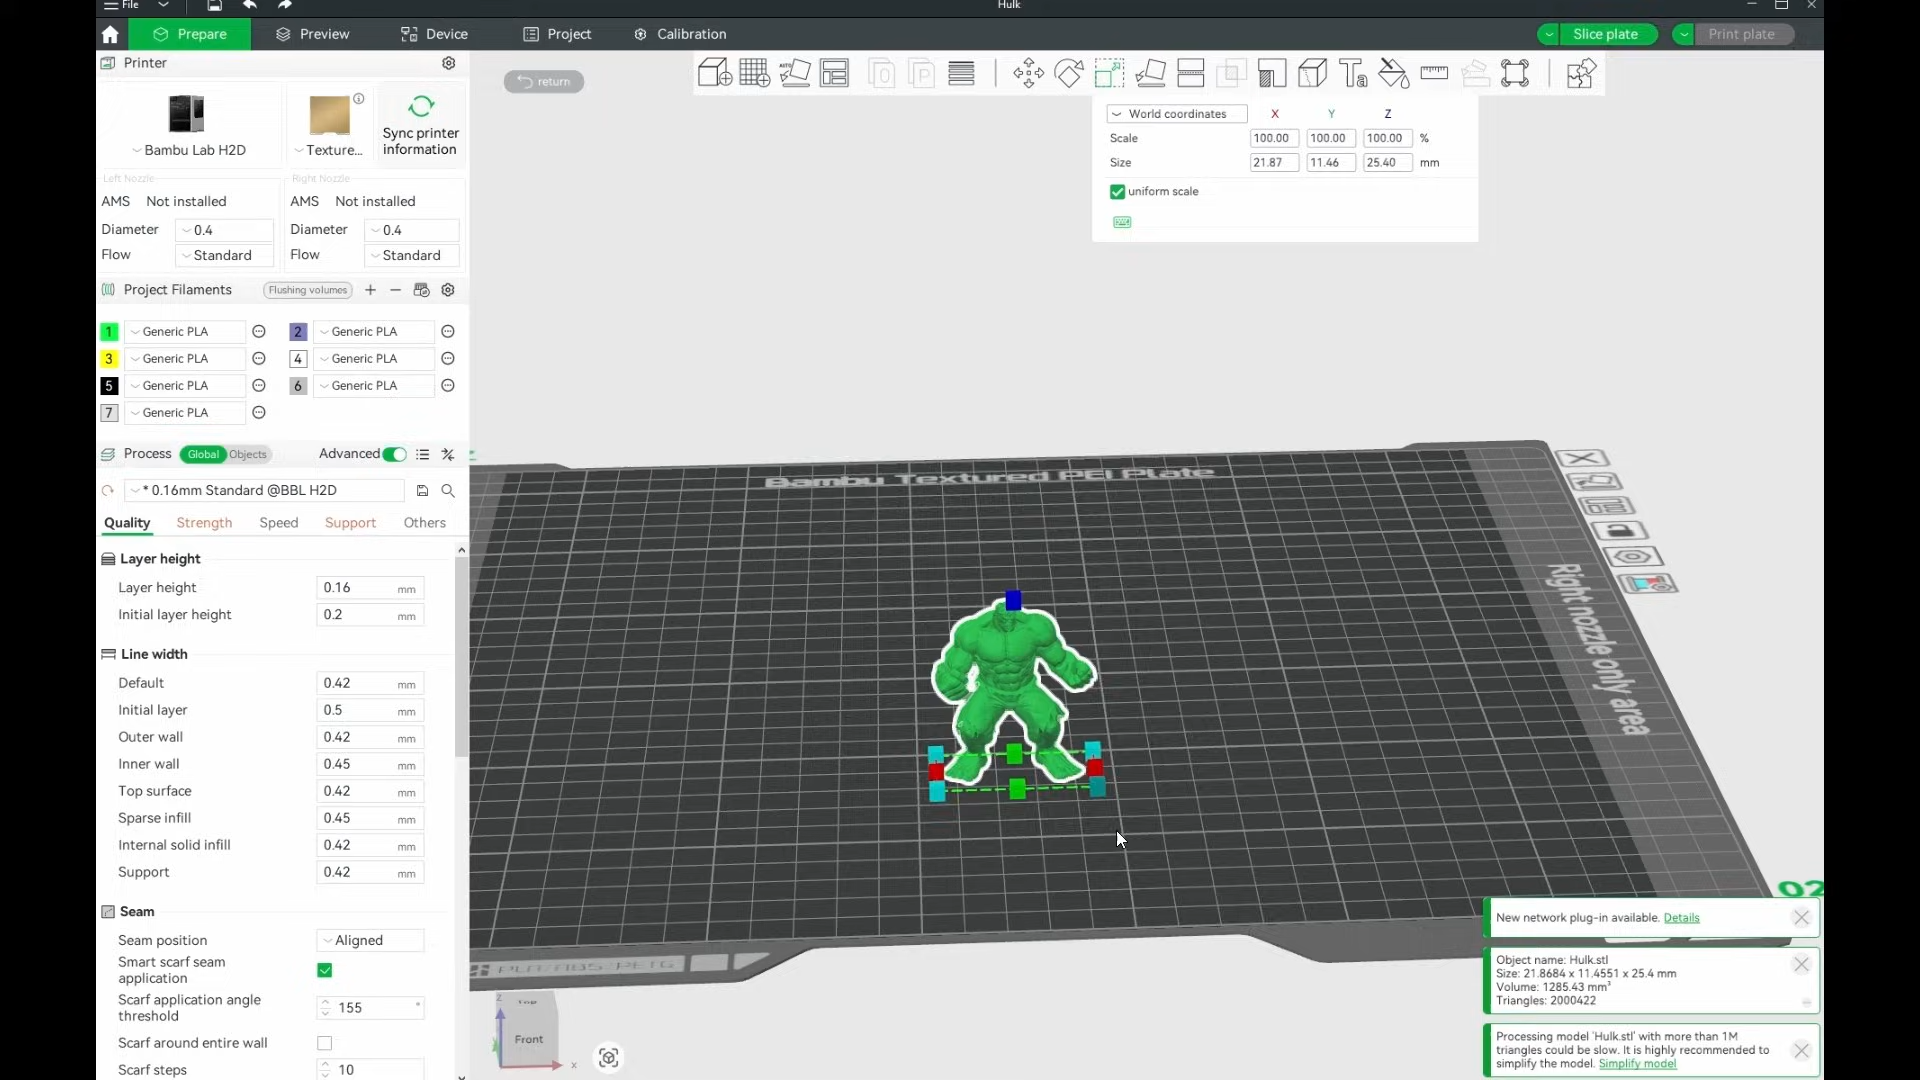 File
Hulk
Prepare
Preview
Device
Project
Calibration
Slice plate
Print plate
Printer
return
Bambu Lab H2D
Texture...
Sync printer
information
Left Nozzle
Right Nozzle
AMS Not installed
AMS Not installed
Diameter 0.4
Diameter 0.4
Flow Standard
Flow Standard
Project Filaments
Flushing volumes
1 Generic PLA
2 Generic PLA
3 Generic PLA
4 Generic PLA
5 Generic PLA
6 Generic PLA
7 Generic PLA
Process Global Objects Advanced
* 0.16mm Standard @BBL H2D
Quality Strength Speed Support Others
Layer height
Layer height 0.16 mm
Initial layer height 0.2 mm
Line width
Default 0.42 mm
Initial layer 0.5 mm
Outer wall 0.42 mm
Inner wall 0.45 mm
Top surface 0.42 mm
Sparse infill 0.45 mm
Internal solid infill 0.42 mm
Support 0.42 mm
Seam
Seam position Aligned
Smart scarf seam
application
Scarf application angle
threshold 155 °
Scarf around entire wall
Scarf steps 10
AUTO
World coordinates X Y Z
Scale 100.00 100.00 100.00 %
Size 21.87 11.46 25.40 mm
uniform scale
Bambu Textured PEI Plate
Right nozzle only area
02
PLA/ABS/PETG
Z
Top
Front
X
New network plug-in available. Details
Object name: Hulk.stl
Size: 21.8684 x 11.4551 x 25.4 mm
Volume: 1285.43 mm³
Triangles: 2000422
Processing model 'Hulk.stl' with more than 1M
triangles could be slow. It is highly recommended to
simplify the model. Simplify model